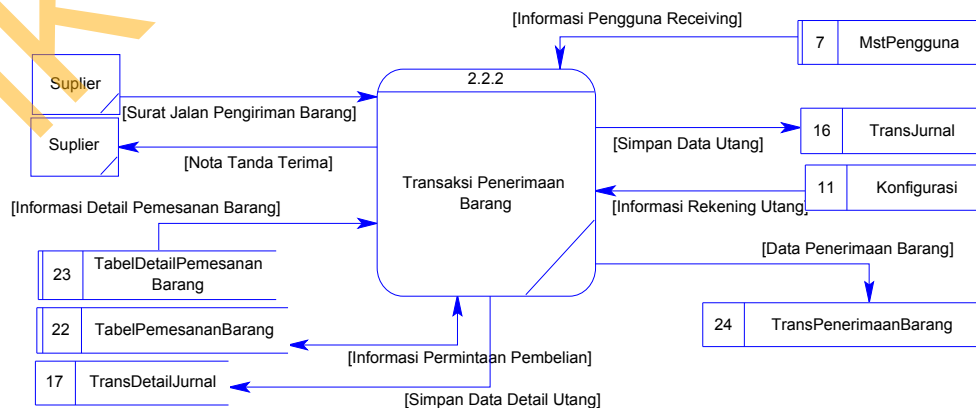 [Informasi Pengguna Receiving]
7 MstPengguna
Suplier
2.2.2
[Surat Jalan Pengiriman Barang]
16 TransJurnal
Suplier
[Simpan Data Utang]
[Nota Tanda Terima]
Transaksi Penerimaan
Barang
11 Konfigurasi
[Informasi Detail Pemesanan Barang]
[Informasi Rekening Utang]
[Data Penerimaan Barang]
23 TabelDetailPemesanan
Barang
22 TabelPemesananBarang
24 TransPenerimaanBarang
[Informasi Permintaan Pembelian]
17 TransDetailJurnal
[Simpan Data Detail Utang]